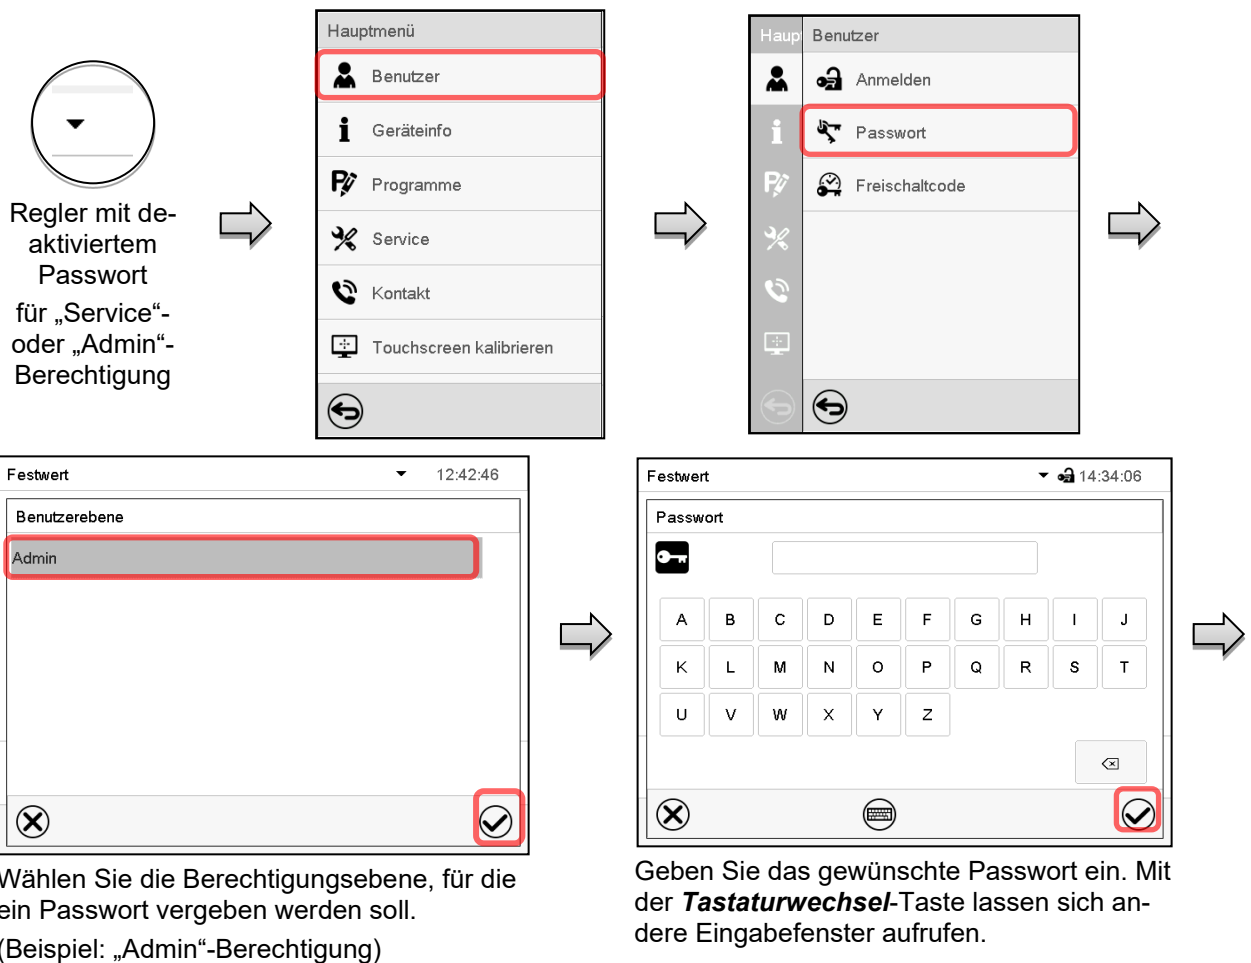 Regler mit de-
aktiviertem
Passwort
für „Service“-
oder „Admin“-
Berechtigung
Hauptmenü
Benutzer
Geräteinfo
Programme
Service
Kontakt
Touchscreen kalibrieren
Haupt
Benutzer
Anmelden
Passwort
Freischaltcode
Festwert 12:42:46
Benutzerebene
Admin
Wählen Sie die Berechtigungsebene, für die
ein Passwort vergeben werden soll.
(Beispiel: „Admin“-Berechtigung)
Festwert 14:34:06
Passwort
A B C D E F G H I J
K L M N O P Q R S T
U V W X Y Z
Geben Sie das gewünschte Passwort ein. Mit
der Tastaturwechsel-Taste lassen sich an-
dere Eingabefenster aufrufen.